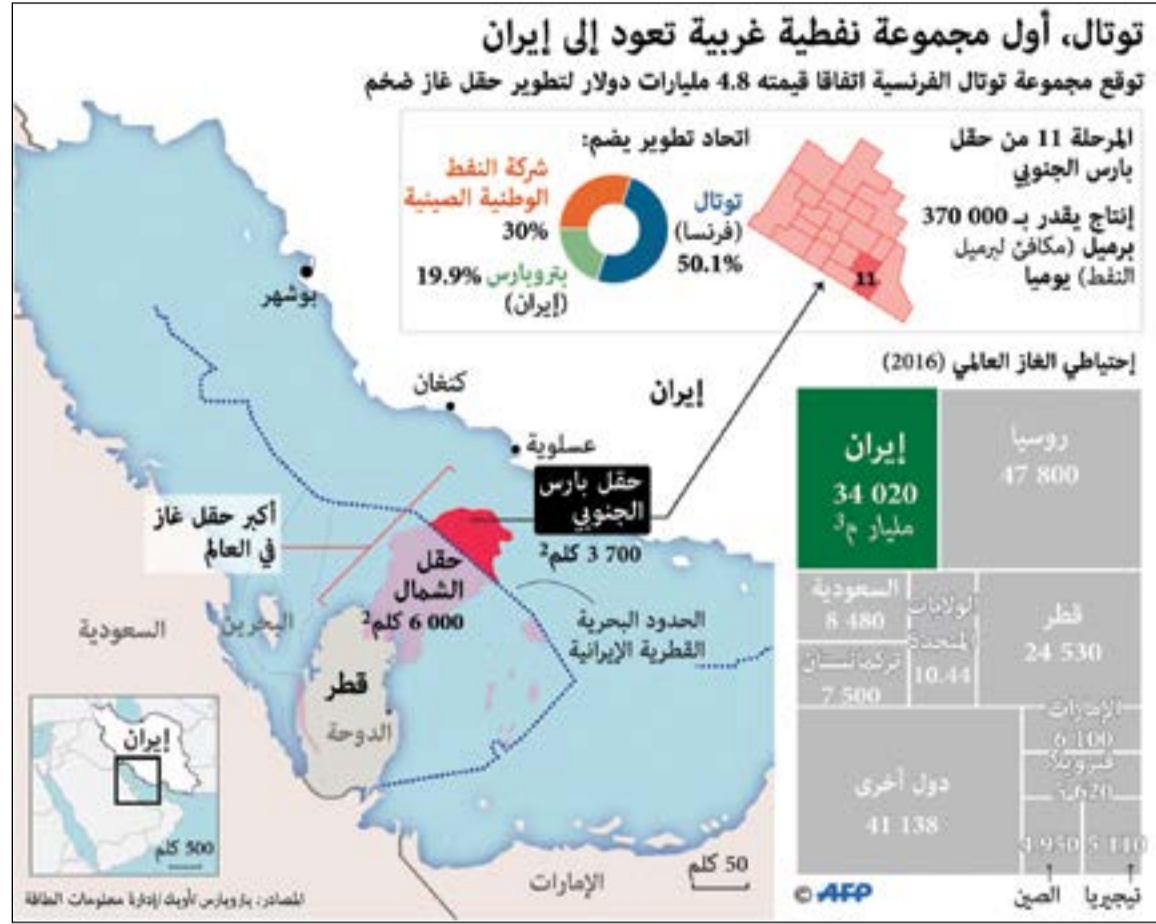 توتال، أول مجموعة نفطية غربية تعود إلى إيران
توقع مجموعة توتال الفرنسية اتفاقا قيمته 4.8 مليارات دولار لتطوير حقل غاز ضخم
المرحلة 11 من حقل
بارس الجنوبي
إنتاج يقدر بـ 000 370
برميل (مكافئ لبرميل
النفط) يوميا
11
اتحاد تطوير يضم:
توتال
(فرنسا)
50.1%
شركة النفط
الوطنية الصينية
30%
بتروبارس 19.9%
(إيران)
إحتياطي الغاز العالمي (2016)
روسيا
47 800
إيران
34 020
مليار م³
قطر
24 530
الولايات
المتحدة
10.44
السعودية
8 480
تركمانستان
7 500
الإمارات
6 100
فنزويلا
5 620
نيجيريا
5 110
الصين
4 950
دول أخرى
41 138
© AFP
بوشهر
كنغان
عسلوية
إيران
حقل بارس
الجنوبي
3 700 كلم²
أكبر حقل غاز
في العالم
حقل
الشمال
6 000 كلم²
الحدود البحرية
القطرية الإيرانية
السعودية
البحرين
قطر
الدوحة
الإمارات
50 كلم
إيران
500 كلم
المصادر: بتروبارس/أوبك/إدارة معلومات الطاقة